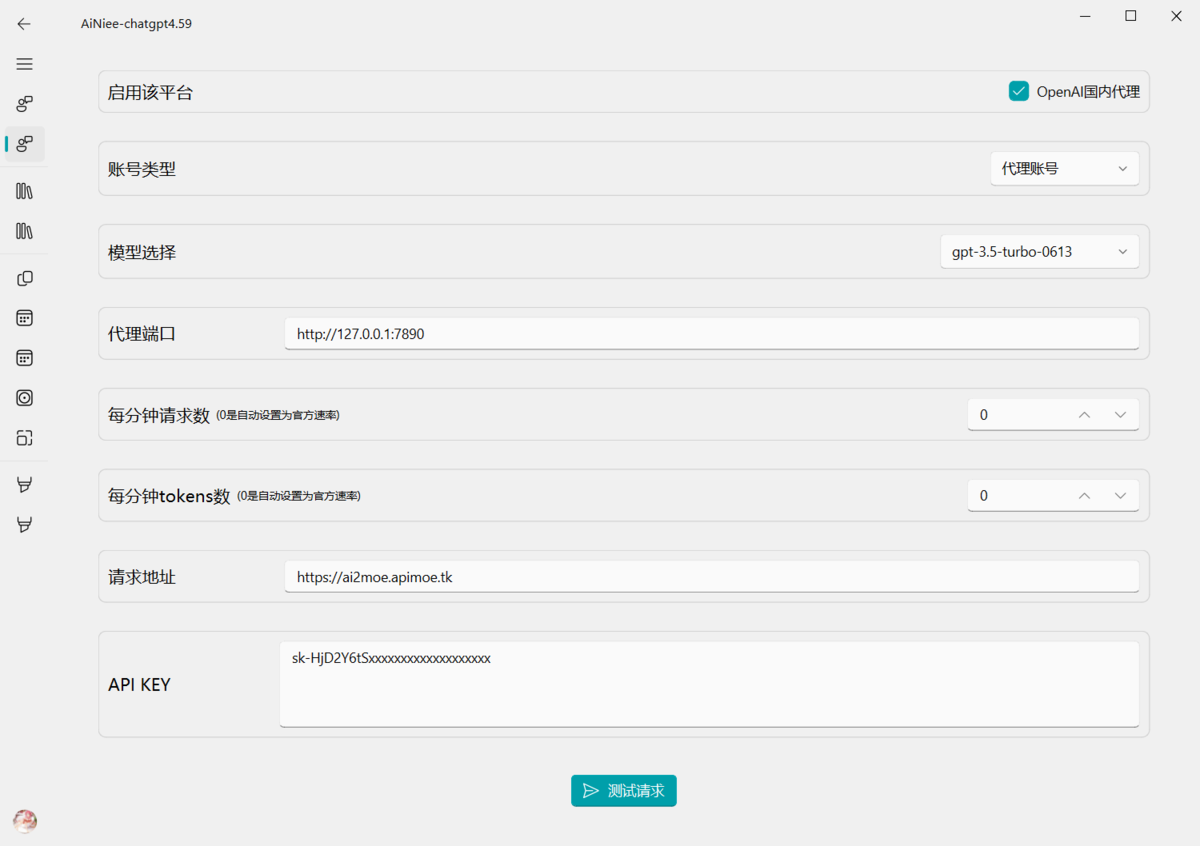 AiNiee-chatgpt4.59
启用该平台
OpenAI国内代理
账号类型
代理账号
模型选择
gpt-3.5-turbo-0613
代理端口
http://127.0.0.1:7890
每分钟请求数 (0是自动设置为官方速率)
0
每分钟tokens数 (0是自动设置为官方速率)
0
请求地址
https://ai2moe.apimoe.tk
API KEY
sk-HjD2Y6tSxxxxxxxxxxxxxxxxxxx
测试请求